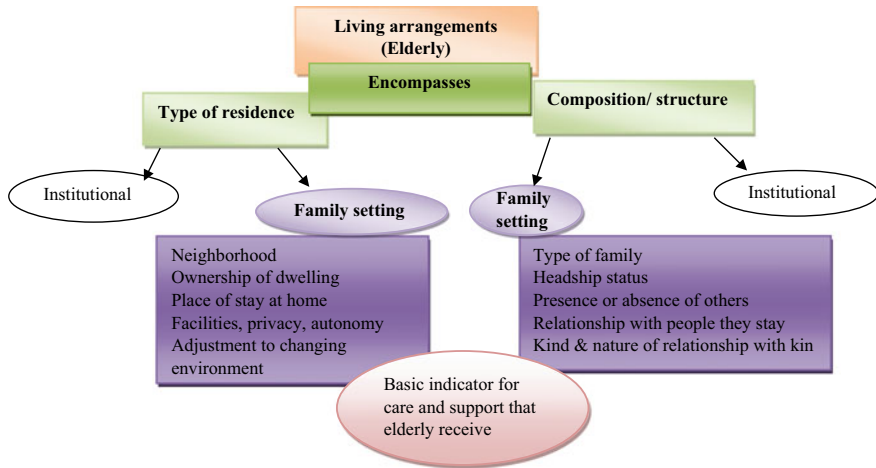 Living arrangements
(Elderly)
Encompasses
Type of residence
Composition/ structure
Institutional
Family setting
Family
setting
Institutional
Neighborhood
Ownership of dwelling
Place of stay at home
Facilities, privacy, autonomy
Adjustment to changing
environment
Type of family
Headship status
Presence or absence of others
Relationship with people they stay
Kind & nature of relationship with kin
Basic indicator for
care and support that
elderly receive